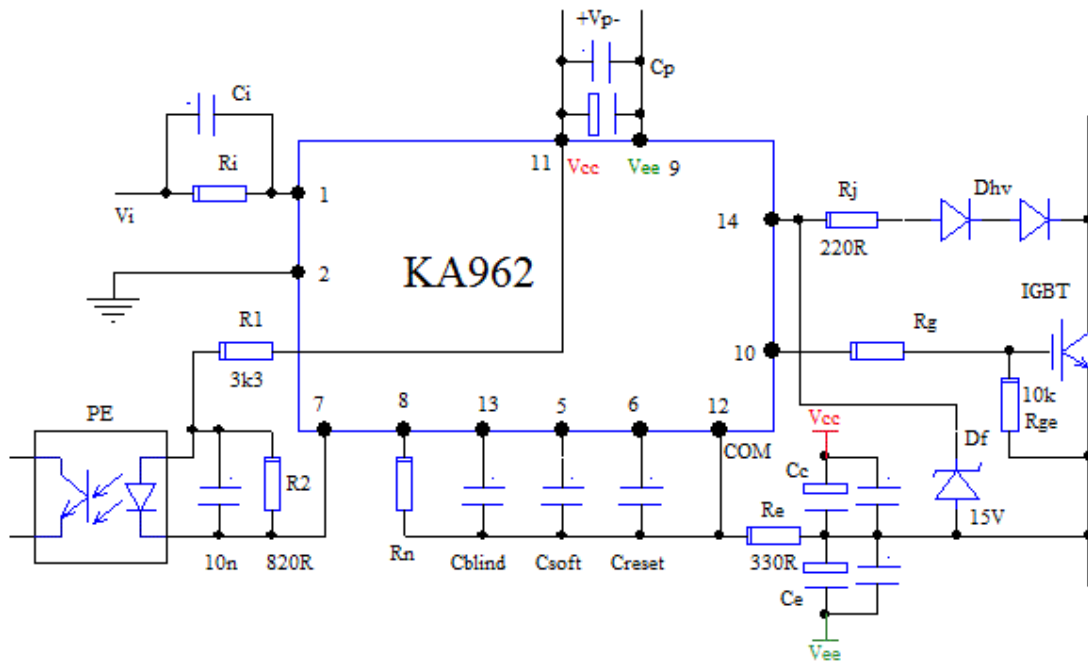 +Vp-
Cp
Ci
Ri
Vi
11
Vcc
Vee
9
1
2
14
Rj
220R
Dhv
KA962
IGBT
Rg
10
R1
3k3
10k
Rge
PE
7
8
13
5
6
12
COM
Vcc
Df
Cc
R2
15V
Re
330R
10n
820R
Rn
Cblind
Csoft
Creset
Ce
Vee